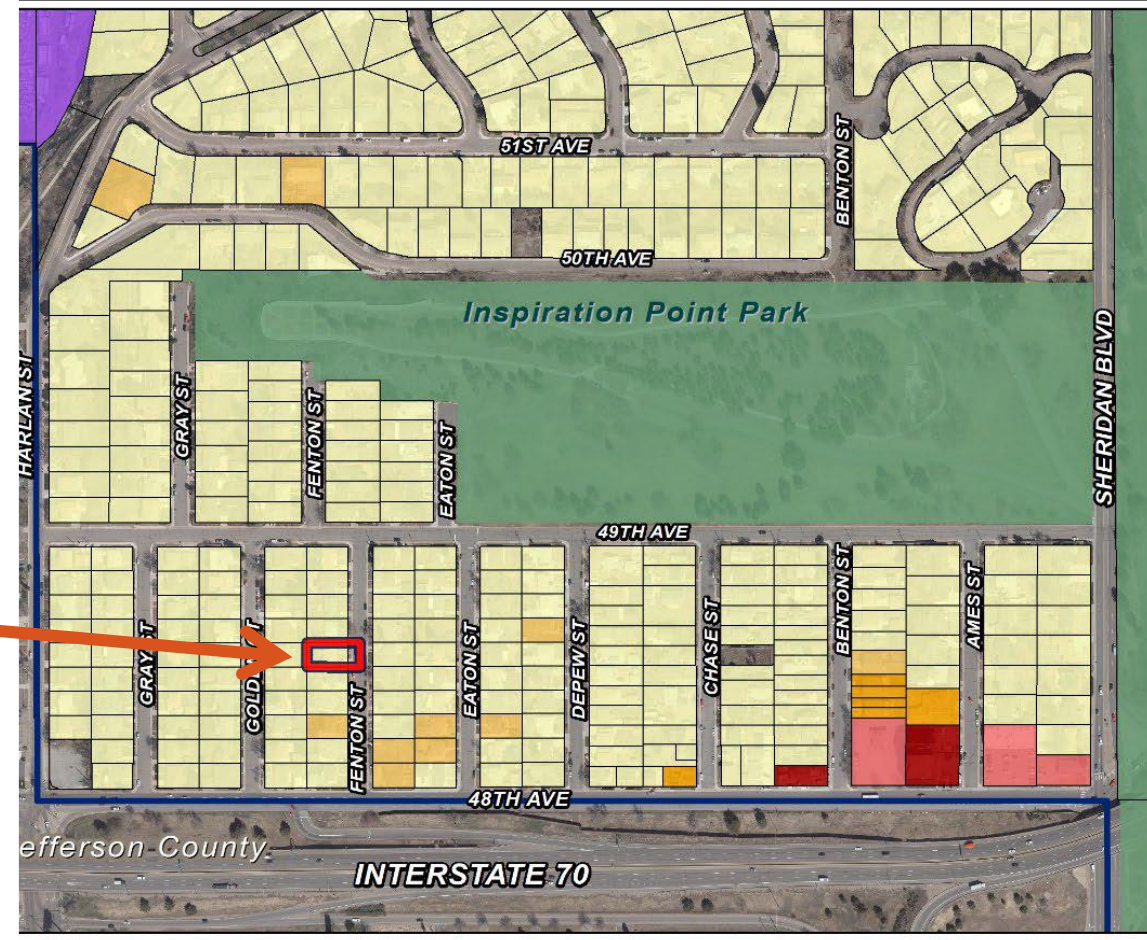 51ST AVE
BENTON ST
50TH AVE
Inspiration Point Park
SHERIDAN BLVD
HARLAN ST
GRAY ST
FENTON ST
EATON ST
49TH AVE
BENTON ST
AMES ST
GRAY ST
EATON ST
DEPEW ST
CHASE ST
FENTON ST
48TH AVE
efferson County
INTERSTATE 70